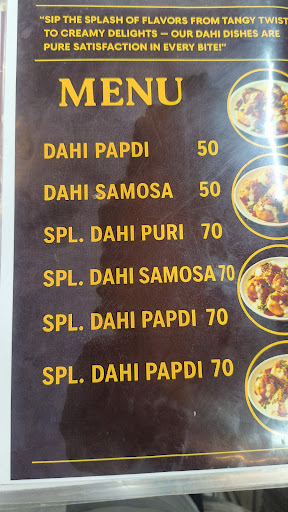 "SIP THE SPLASH OF FLAVORS FROM TANGY TWIST
TO CREAMY DELIGHTS – OUR DAHI DISHES ARE
PURE SATISFACTION IN EVERY BITE!"
MENU
DAHI PAPDI 50
DAHI SAMOSA 50
SPL. DAHI PURI 70
SPL. DAHI SAMOSA 70
SPL. DAHI PAPDI 70
SPL. DAHI PAPDI 70